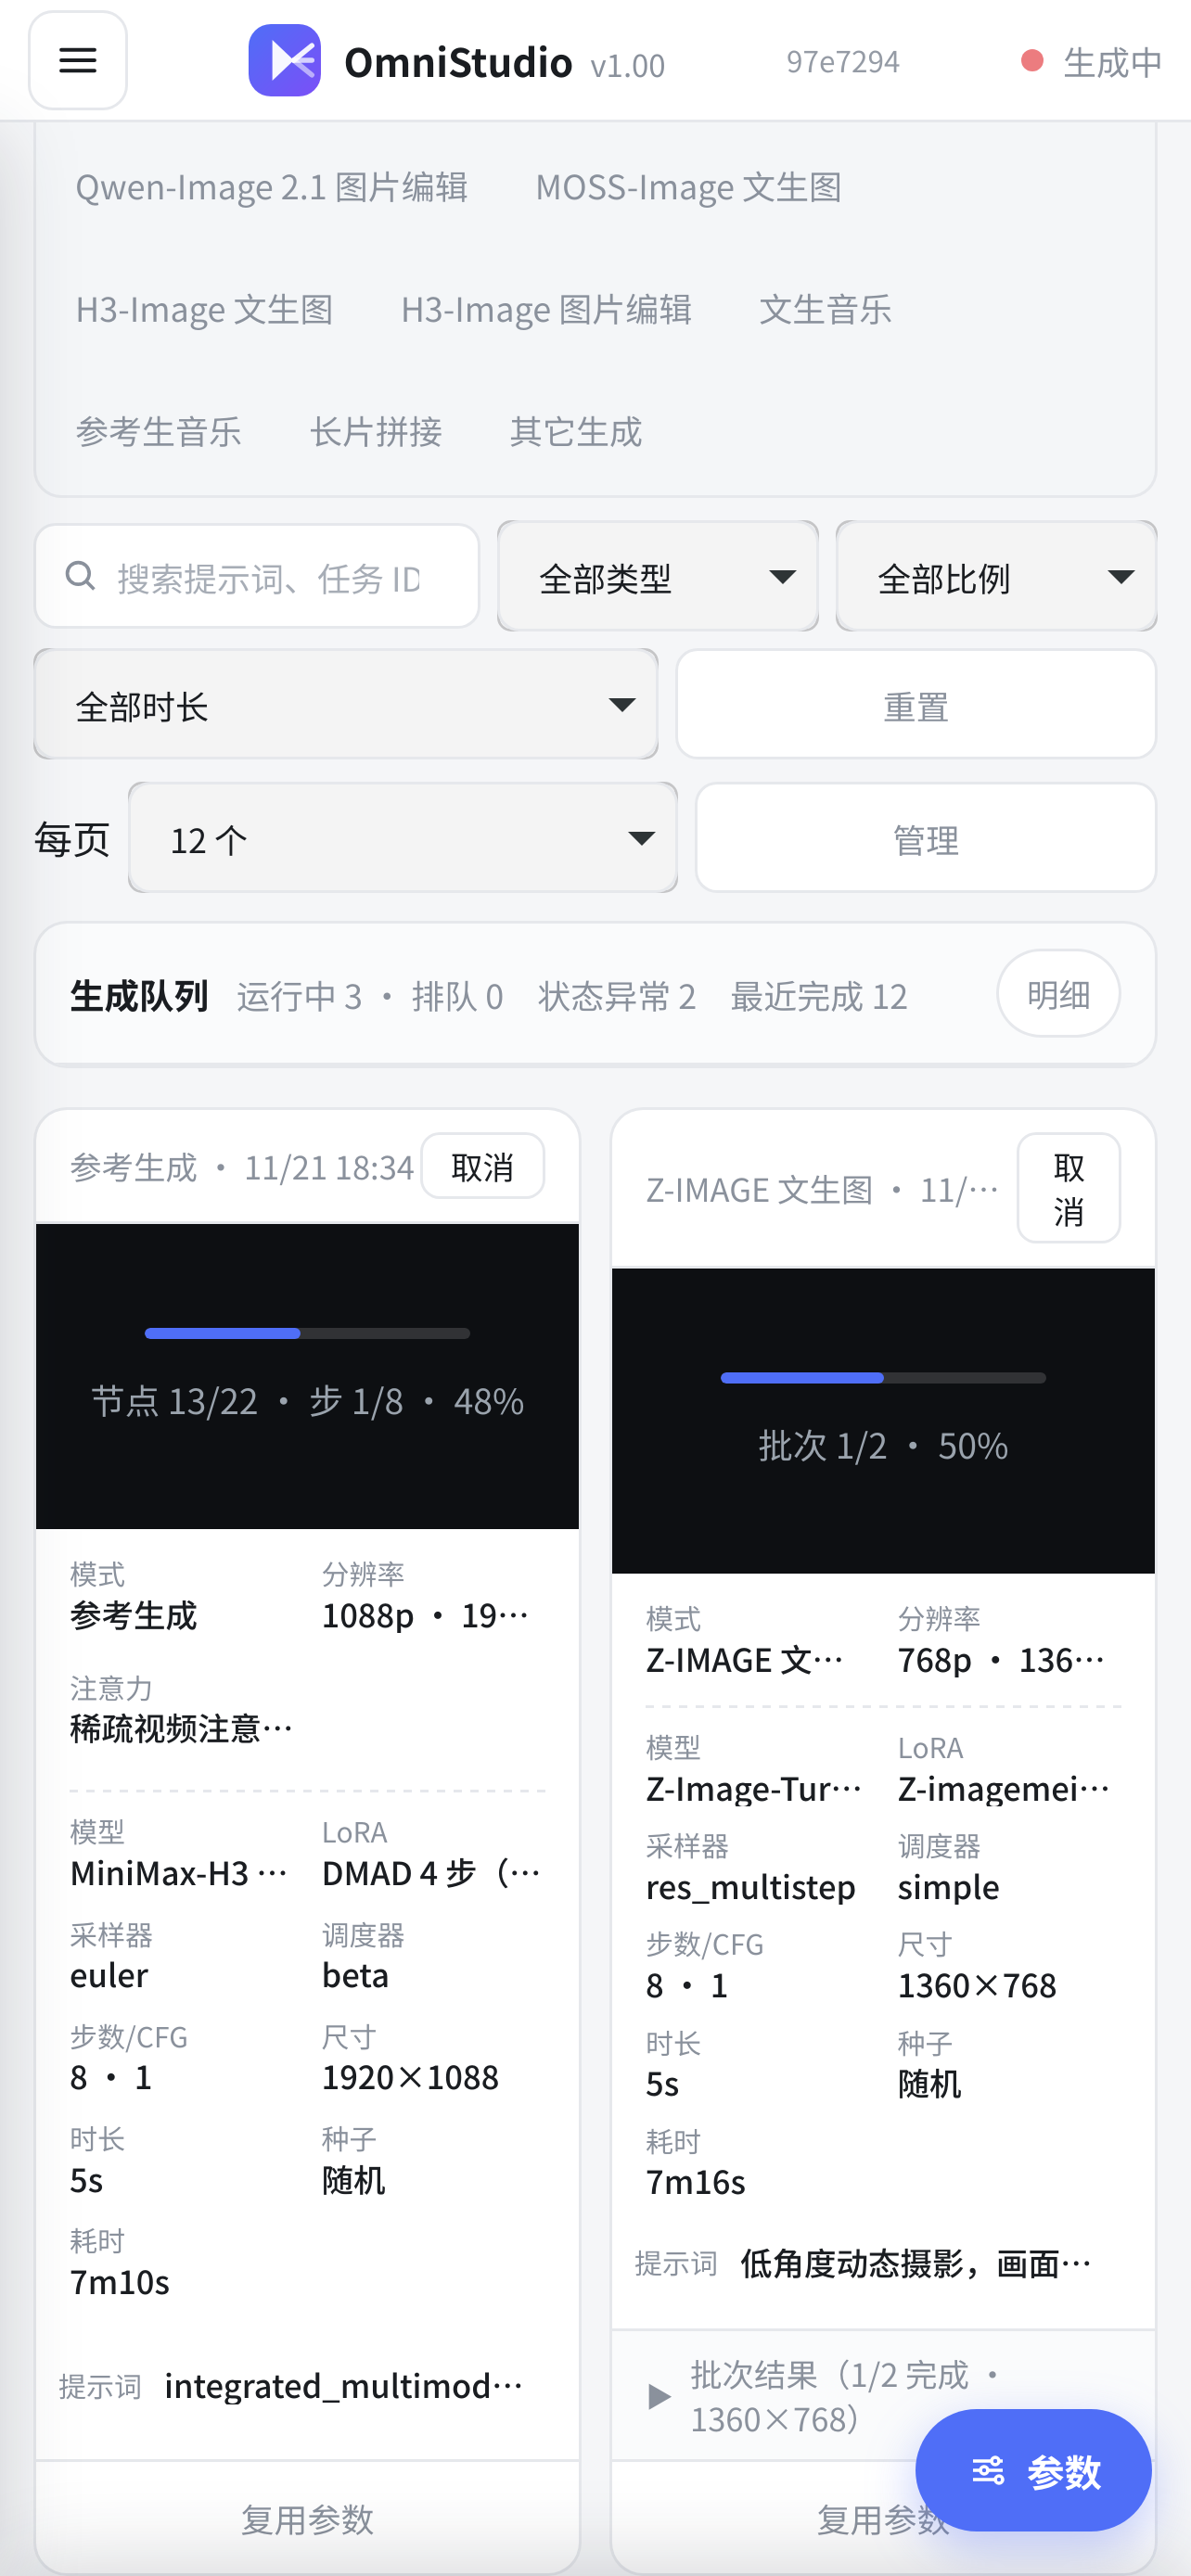 OmniStudio v1.00 97e7294 生成中
Qwen-Image 2.1 图片编辑 MOSS-Image 文生图
H3-Image 文生图 H3-Image 图片编辑 文生音乐
参考生音乐 长片拼接 其它生成
搜索提示词、任务 ID 全部类型 全部比例
全部时长 重置
每页 12 个 管理
生成队列 运行中 3 · 排队 0 状态异常 2 最近完成 12 明细
参考生成 · 11/21 18:34 取消
节点 13/22 · 步 1/8 · 48%
模式 分辨率
参考生成 1088p · 19…
注意力
稀疏视频注意…
模型 LoRA
MiniMax-H3 … DMAD 4 步（…
采样器 调度器
euler beta
步数/CFG 尺寸
8 · 1 1920×1088
时长 种子
5s 随机
耗时
7m10s
提示词 integrated_multimod…
复用参数
Z-IMAGE 文生图 · 11/… 取
消
批次 1/2 · 50%
模式 分辨率
Z-IMAGE 文… 768p · 136…
模型 LoRA
Z-Image-Tur… Z-imagemei…
采样器 调度器
res_multistep simple
步数/CFG 尺寸
8 · 1 1360×768
时长 种子
5s 随机
耗时
7m16s
提示词 低角度动态摄影，画面…
批次结果（1/2 完成 ·
1360×768）
复用参数
参数